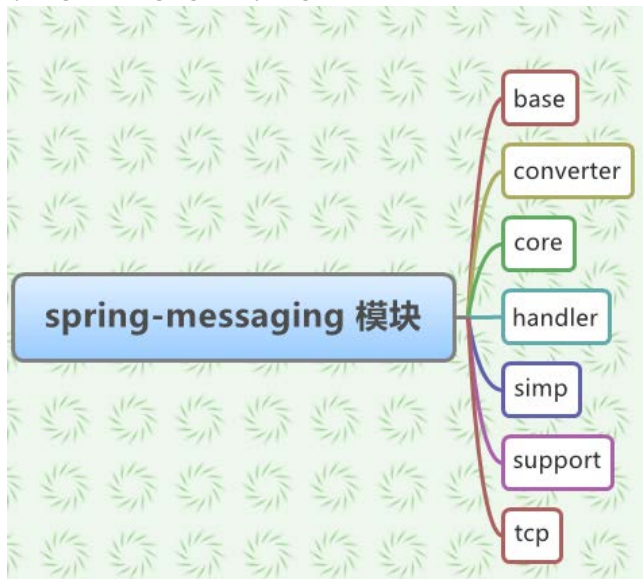 spring-messaging 模块
base
converter
core
handler
simp
support
tcp